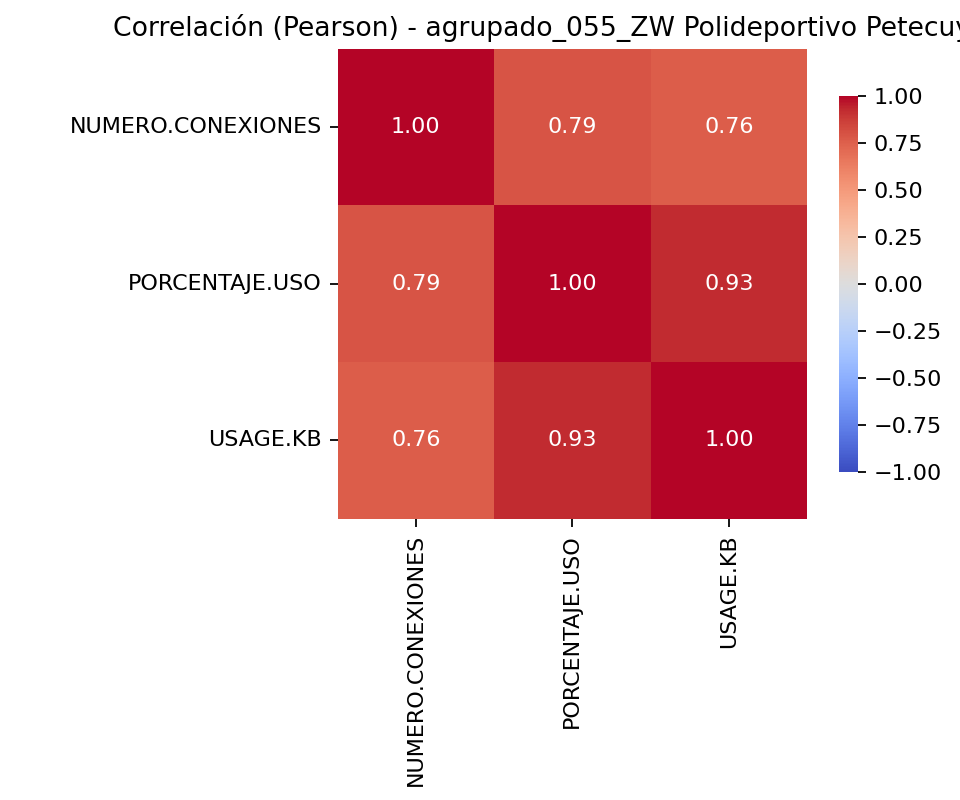 Correlación (Pearson) - agrupado_055_ZW Polideportivo Petecuy
NUMERO.CONEXIONES 1.00 0.79 0.76
PORCENTAJE.USO 0.79 1.00 0.93
USAGE.KB 0.76 0.93 1.00
NUMERO.CONEXIONES
PORCENTAJE.USO
USAGE.KB
1.00
0.75
0.50
0.25
0.00
−0.25
−0.50
−0.75
−1.00